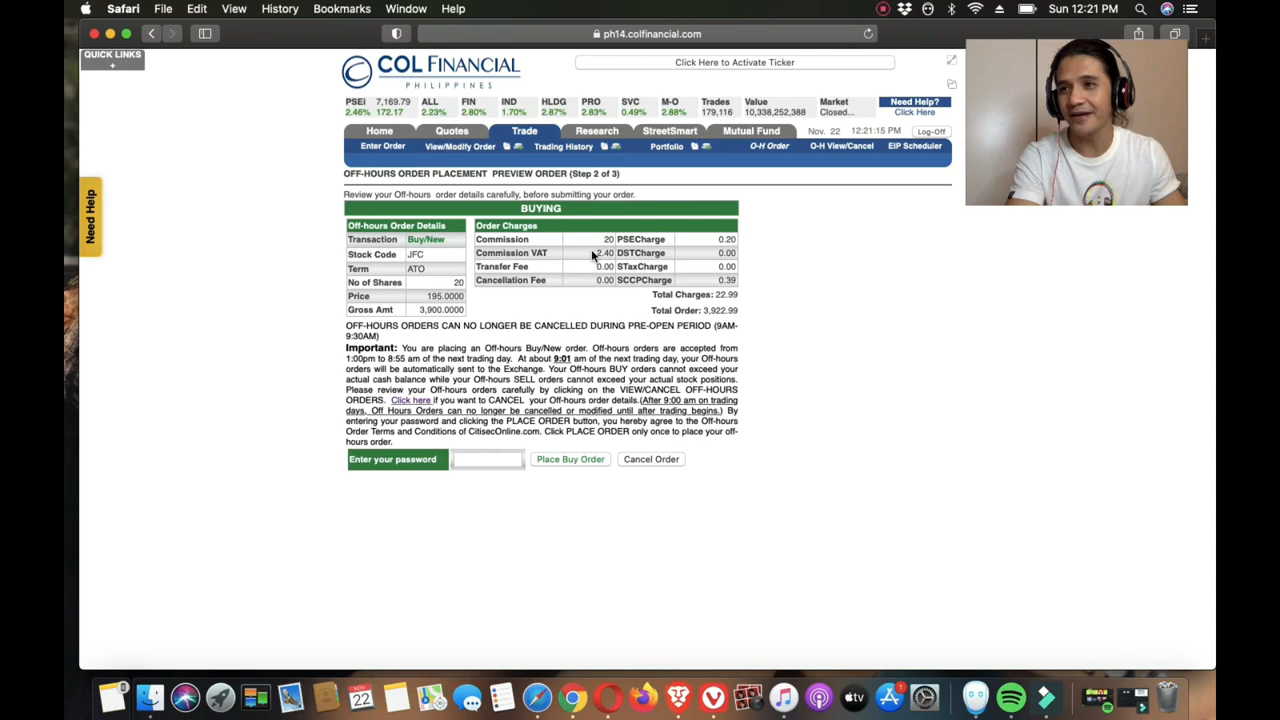 Safari File Edit View History Bookmarks Window Help Sun 12:21 PM
ph14.colfinancial.com
QUICK LINKS
+
COL FINANCIAL
PHILIPPINES
Click Here to Activate Ticker
PSEi 7,169.79 ALL FIN IND HLDG PRO SVC M-O Trades Value Market Need Help?
2.46% 172.17 2.23% 2.80% 1.70% 2.87% 2.83% 0.49% 2.88% 179,116 10,338,252,388 Closed... Click Here
Home Quotes Trade Research StreetSmart Mutual Fund Nov. 22 12:21:15 PM Log-Off
Enter Order View/Modify Order Trading History Portfolio O-H Order O-H View/Cancel EIP Scheduler
OFF-HOURS ORDER PLACEMENT PREVIEW ORDER (Step 2 of 3)
Need Help
Review your Off-hours order details carefully, before submitting your order.
BUYING
Off-hours Order Details Order Charges
Transaction Buy/New Commission 20 PSECharge 0.20
Stock Code JFC Commission VAT 2.40 DSTCharge 0.00
Term ATO Transfer Fee 0.00 STaxCharge 0.00
No of Shares 20 Cancellation Fee 0.00 SCCPCharge 0.39
Price 195.0000 Total Charges: 22.99
Gross Amt 3,900.0000 Total Order: 3,922.99
OFF-HOURS ORDERS CAN NO LONGER BE CANCELLED DURING PRE-OPEN PERIOD (9AM-
9:30AM)
Important: You are placing an Off-hours Buy/New order. Off-hours orders are accepted from
1:00pm to 8:55 am of the next trading day. At about 9:01 am of the next trading day, your Off-hours
orders will be automatically sent to the Exchange. Your Off-hours BUY orders cannot exceed your
actual cash balance while your Off-hours SELL orders cannot exceed your actual stock positions.
Please review your Off-hours orders carefully by clicking on the VIEW/CANCEL OFF-HOURS
ORDERS. Click here if you want to CANCEL your Off-hours order details.(After 9:00 am on trading
days, Off Hours Orders can no longer be cancelled or modified until after trading begins.) By
entering your password and clicking the PLACE ORDER button, you hereby agree to the Off-hours
Order Terms and Conditions of CitisecOnline.com. Click PLACE ORDER only once to place your off-
hours order.
Enter your password Place Buy Order Cancel Order
NOV
22
tv
1